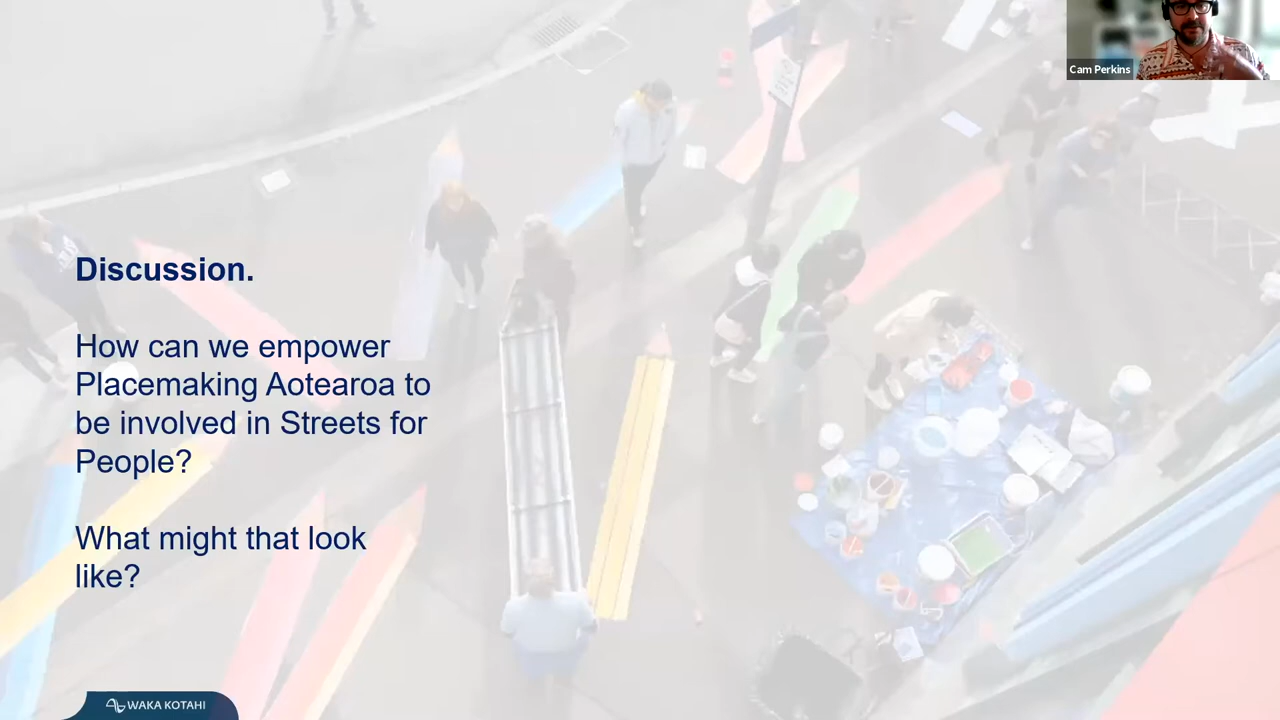 Cam Perkins
Discussion.
How can we empower
Placemaking Aotearoa to
be involved in Streets for
People?
What might that look
like?
WAKA KOTAHI